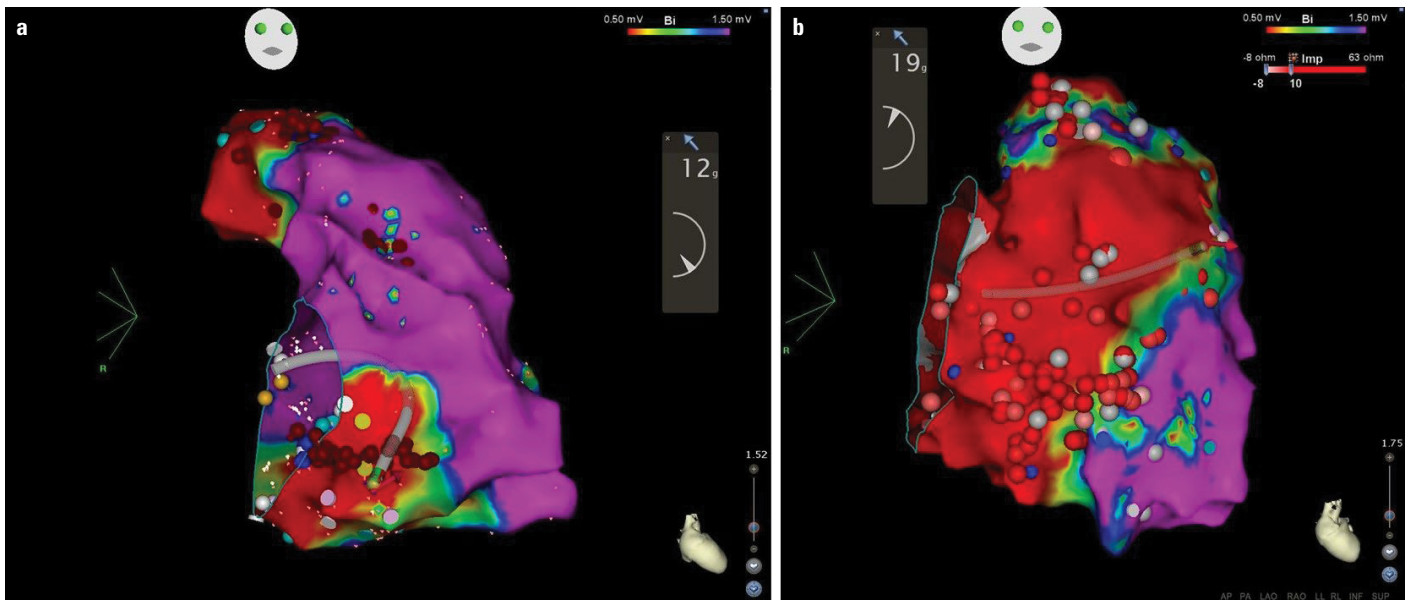 a
0.50 mV Bi 1.50 mV
x
12g
R
1.52
b
0.50 mV Bi 1.50 mV
-8 ohm Imp 63 ohm
-8 10
x
19g
R
1.75
AP PA LAO RAO LL RL INF SUP